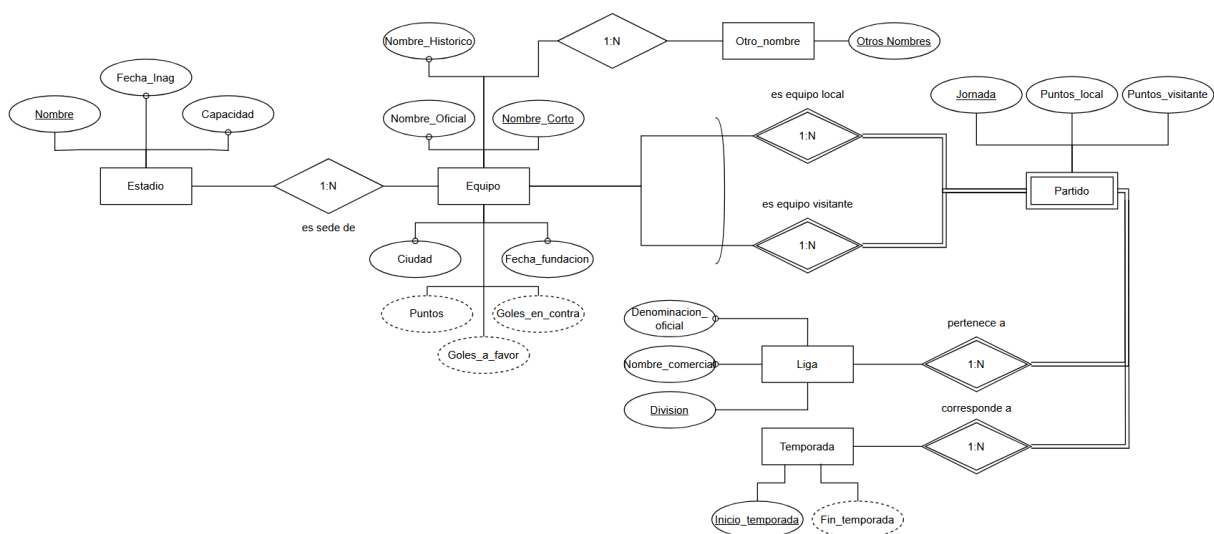 Nombre_Historico
1:N
Otro_nombre
Otros Nombres
Fecha_Inag
Nombre
Capacidad
Nombre_Oficial
Nombre_Corto
es equipo local
1:N
Jornada
Puntos_local
Puntos_visitante
Estadio
1:N
es sede de
Equipo
Partido
es equipo visitante
1:N
Ciudad
Fecha_fundacion
Puntos
Goles_en_contra
Goles_a_favor
Denominacion_
oficial
Nombre_comercial
Division
Liga
pertenece a
1:N
corresponde a
Temporada
1:N
Inicio_temporada
Fin_temporada